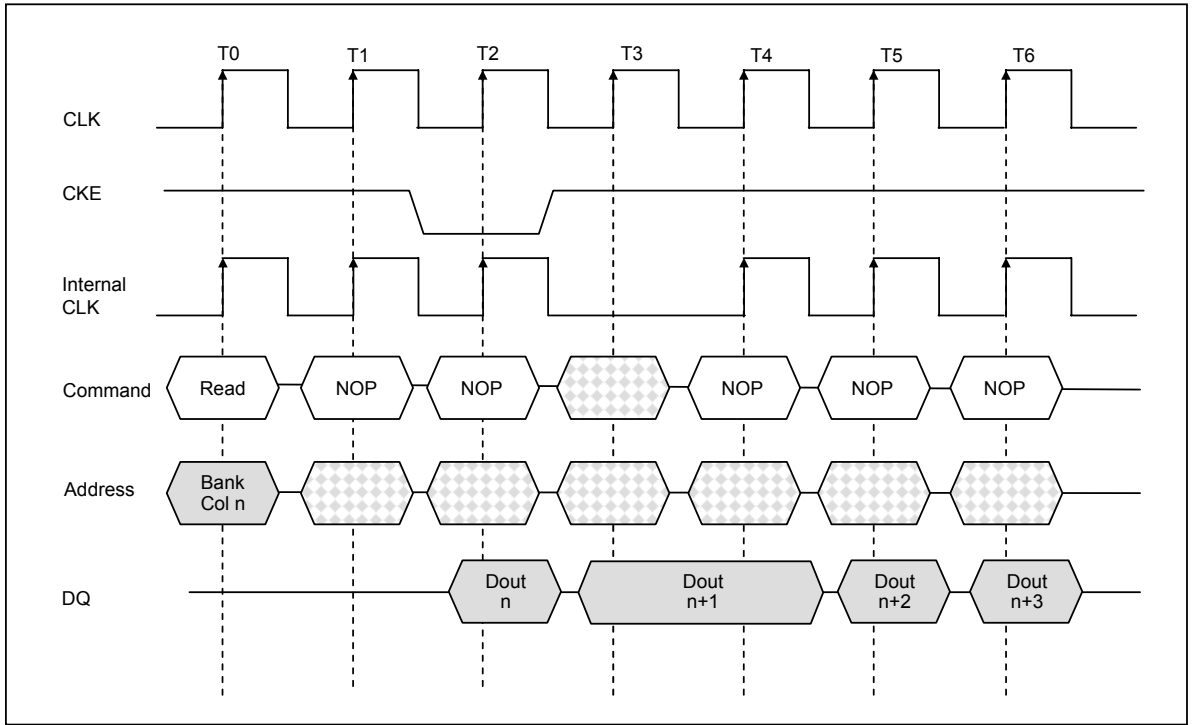 T0 T1 T2 T3 T4 T5 T6
CLK
CKE
Internal
CLK
Command Read NOP NOP NOP NOP NOP
Address Bank
Col n
DQ Dout Dout Dout Dout
n n+1 n+2 n+3